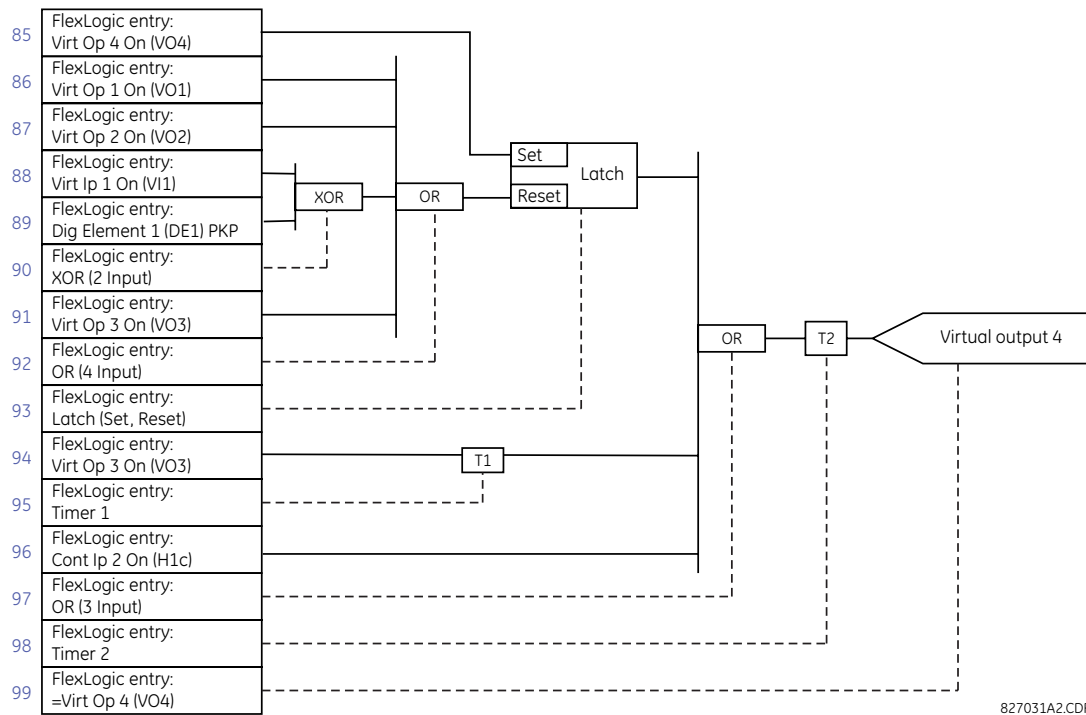 85
FlexLogic entry:
Virt Op 4 On (VO4)
86
FlexLogic entry:
Virt Op 1 On (VO1)
87
FlexLogic entry:
Virt Op 2 On (VO2)
88
FlexLogic entry:
Virt Ip 1 On (VI1)
89
FlexLogic entry:
Dig Element 1 (DE1) PKP
90
FlexLogic entry:
XOR (2 Input)
91
FlexLogic entry:
Virt Op 3 On (VO3)
92
FlexLogic entry:
OR (4 Input)
93
FlexLogic entry:
Latch (Set, Reset)
94
FlexLogic entry:
Virt Op 3 On (VO3)
95
FlexLogic entry:
Timer 1
96
FlexLogic entry:
Cont Ip 2 On (H1c)
97
FlexLogic entry:
OR (3 Input)
98
FlexLogic entry:
Timer 2
99
FlexLogic entry:
=Virt Op 4 (VO4)
XOR
OR
Set
Reset
Latch
T1
OR
T2
Virtual output 4
827031A2.CDR